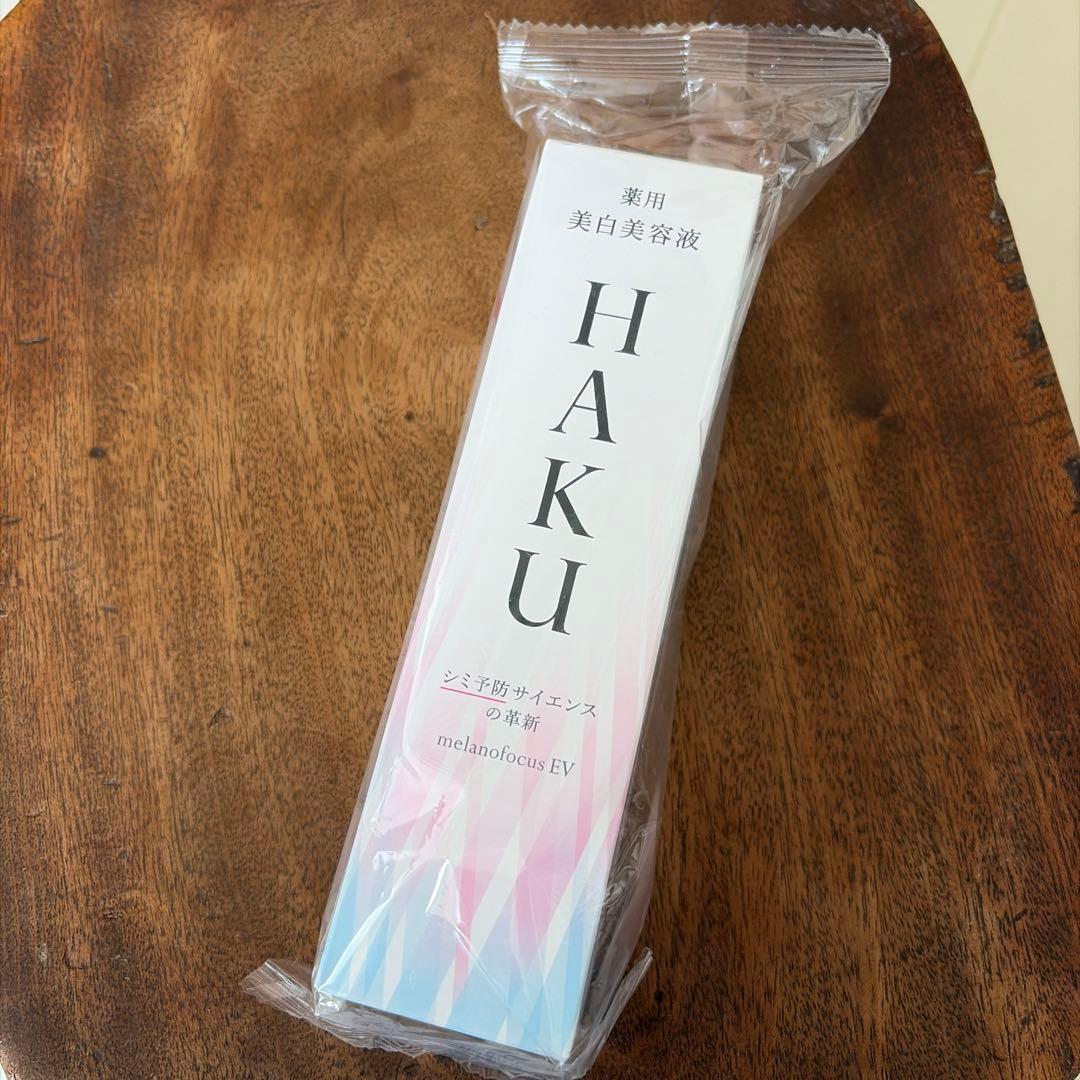 薬用
美白美容液
HAKU
シミ予防サイエンス
の革新
melanofocus EV